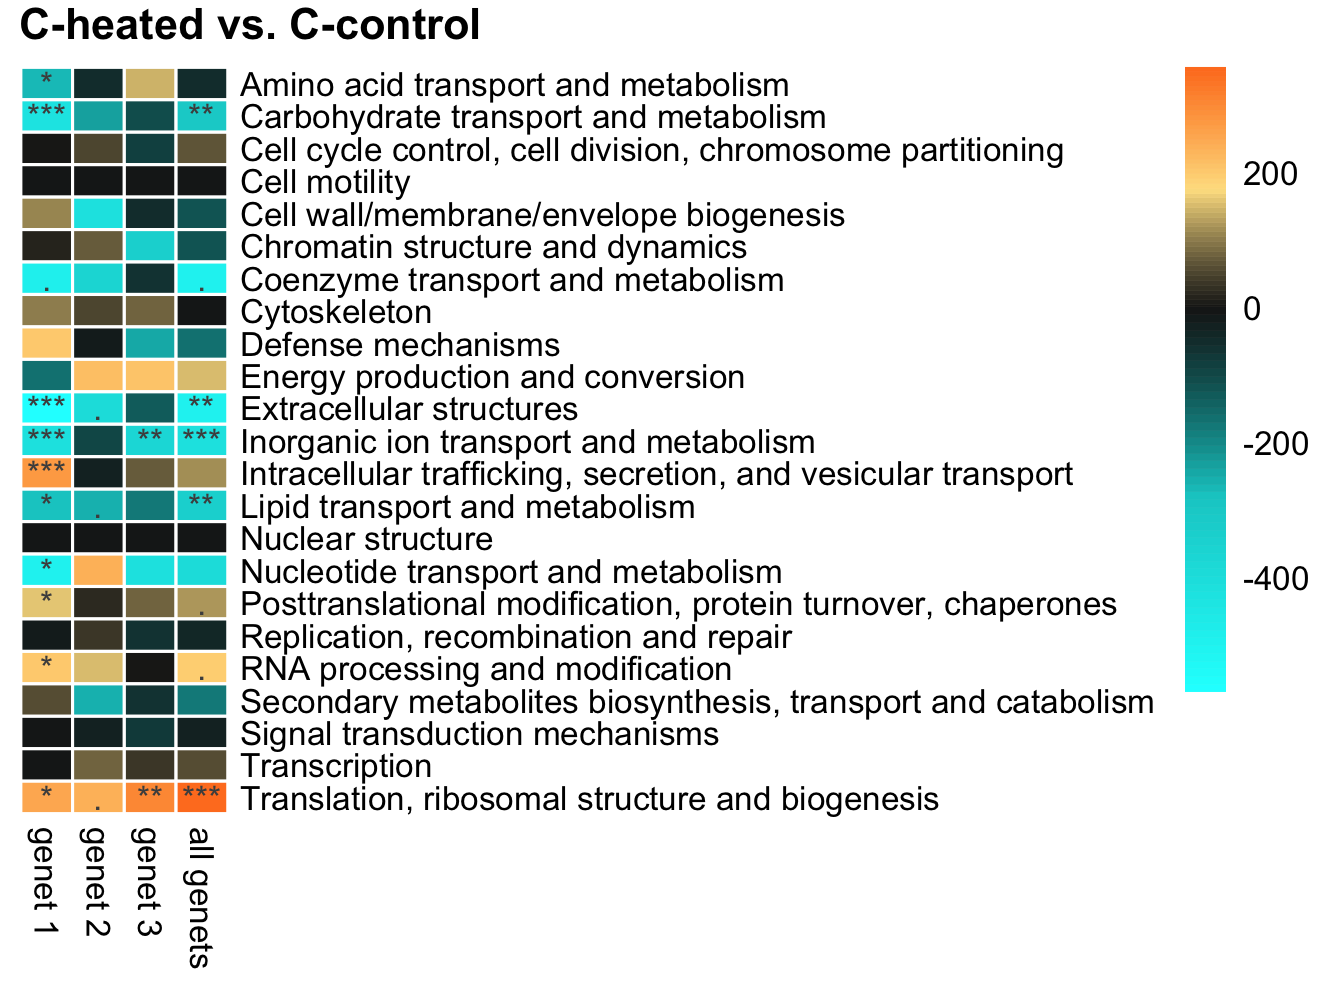 C-heated vs. C-control
* Amino acid transport and metabolism
*** ** Carbohydrate transport and metabolism
Cell cycle control, cell division, chromosome partitioning
Cell motility
Cell wall/membrane/envelope biogenesis
Chromatin structure and dynamics
. . Coenzyme transport and metabolism
Cytoskeleton
Defense mechanisms
Energy production and conversion
*** . ** Extracellular structures
*** ** *** Inorganic ion transport and metabolism
*** Intracellular trafficking, secretion, and vesicular transport
* . ** Lipid transport and metabolism
Nuclear structure
* Nucleotide transport and metabolism
* . Posttranslational modification, protein turnover, chaperones
Replication, recombination and repair
* . RNA processing and modification
Secondary metabolites biosynthesis, transport and catabolism
Signal transduction mechanisms
Transcription
* . ** *** Translation, ribosomal structure and biogenesis
genet 1
genet 2
genet 3
all genets
200
0
-200
-400